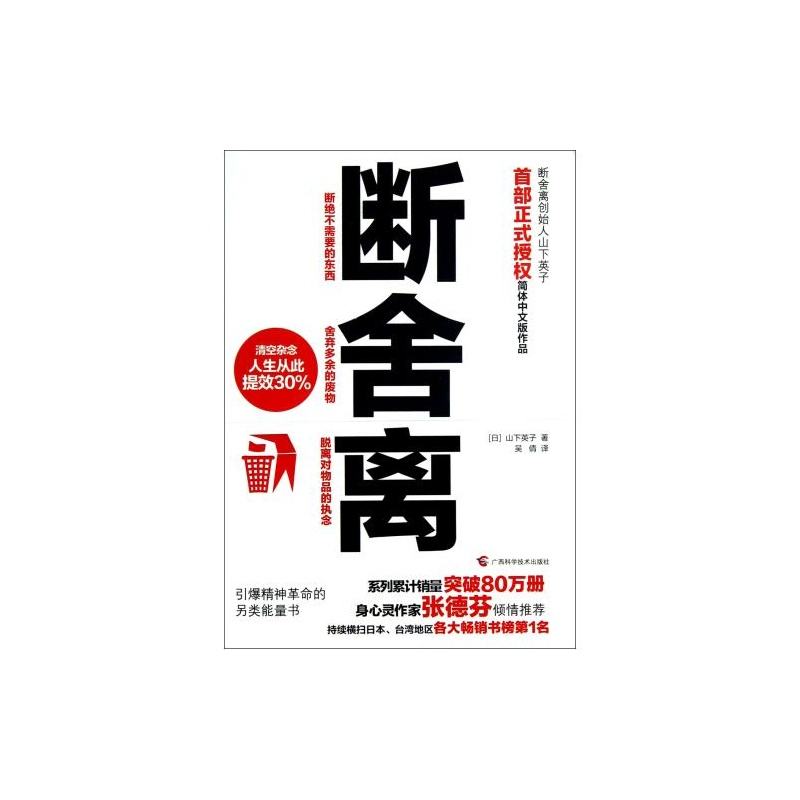 断舍离创始人山下英子
首部正式授权
简体中文版作品
断舍离
断绝不需要的东西
舍弃多余的废物
脱离对物品的执念
清空杂念
人生从此
提效30%
[日] 山下英子 著
吴 倩 译
广西科学技术出版社
引爆精神革命的
另类能量书
系列累计销量突破80万册
身心灵作家张德芬倾情推荐
持续横扫日本、台湾地区各大畅销书榜第1名